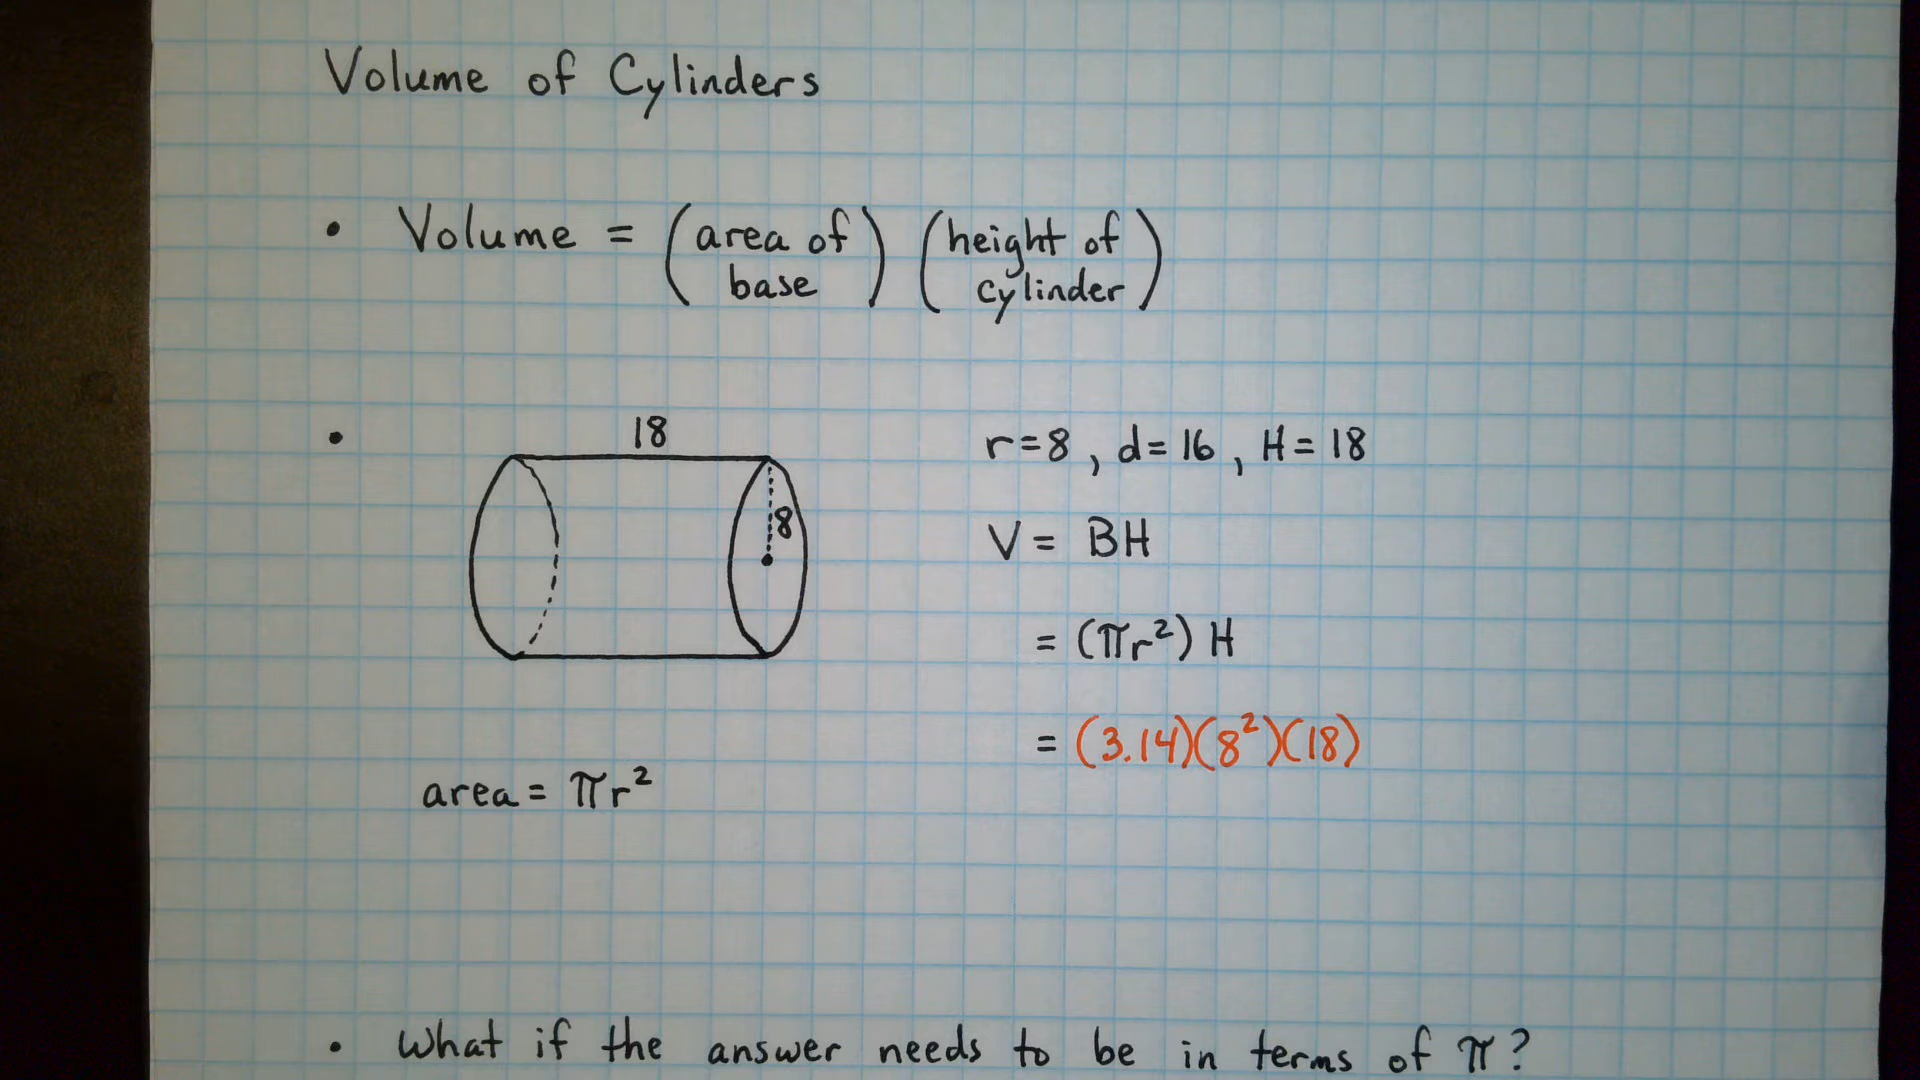 Volume of Cylinders
• Volume = (area of base) (height of cylinder)
• 18
8
r=8, d=16, H=18
V = BH
= (πr²) H
= (3.14)(8²)(18)
area = πr²
• What if the answer needs to be in terms of π?